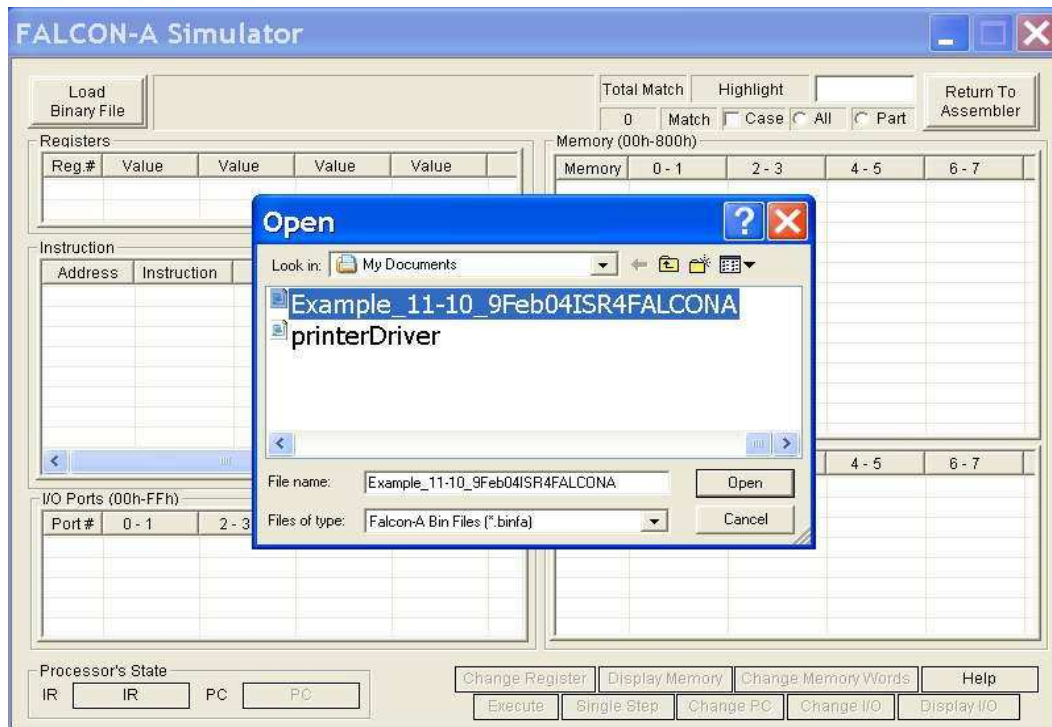 FALCON-A Simulator
Load
Binary File
Total Match
Highlight
Return To
Assembler
0
Match
Case
All
Part
Registers
Reg.#
Value
Value
Value
Value
Memory (00h-800h)
Memory
0 - 1
2 - 3
4 - 5
6 - 7
Instruction
Address
Instruction
Open
Look in:
My Documents
Example_11-10_9Feb04ISR4FALCONA
printerDriver
File name:
Example_11-10_9Feb04ISR4FALCONA
Open
Files of type:
Falcon-A Bin Files (*.binfa)
Cancel
4 - 5
6 - 7
I/O Ports (00h-FFh)
Port #
0 - 1
2 - 3
Processor's State
IR
IR
PC
PC
Change Register
Display Memory
Change Memory Words
Help
Execute
Single Step
Change PC
Change I/O
Display I/O